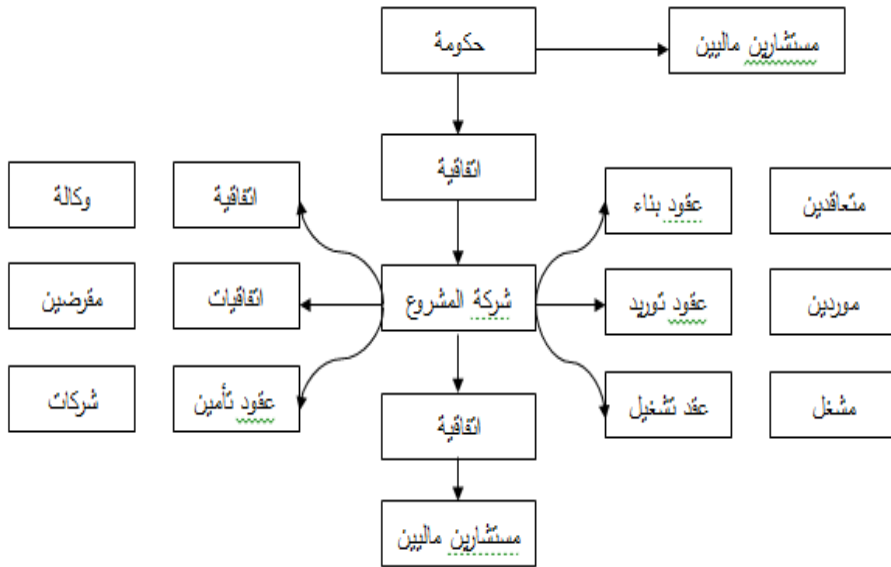 حكومة
مستشارين ماليين
اتفاقية
متعاقدين
عقود بناء
اتفاقية
وكالة
موردين
عقود توريد
شركة المشروع
اتفاقيات
مقرضين
مشغل
عقد تشغيل
عقود تأمين
شركات
اتفاقية
مستشارين ماليين